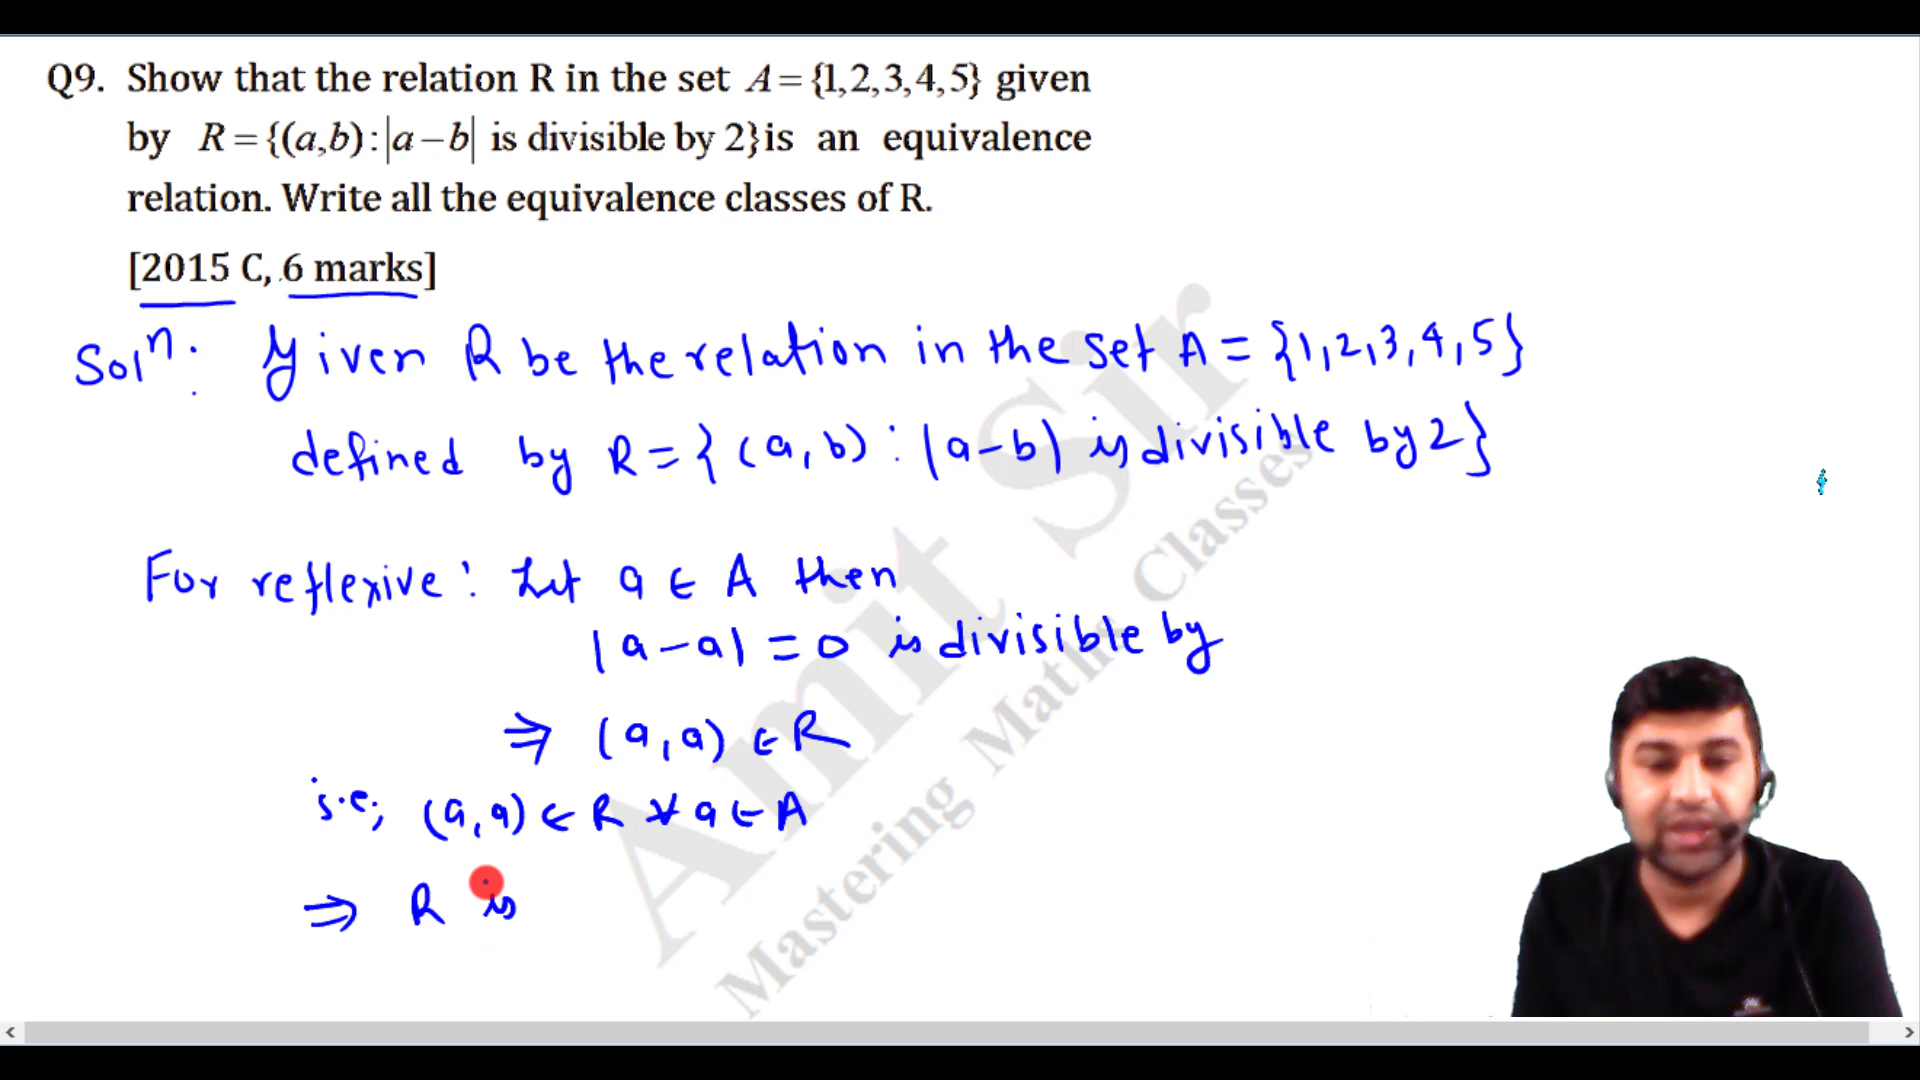 Q9. Show that the relation R in the set A={1,2,3,4,5} given
by R={(a,b):|a−b| is divisible by 2}is an equivalence
relation. Write all the equivalence classes of R.
[2015 C, 6 marks]
Solⁿ: Given R be the relation in the set A = {1,2,3,4,5}
defined by R = { (a,b) : |a-b| is divisible by 2}
For reflexive: Let a ∈ A then
|a-a| = 0 is divisible by
⇒ (a,a) ∈ R
i.e; (a,a) ∈ R ∀ a ∈ A
⇒ R is
Amit Sir
Mastering Maths Classes